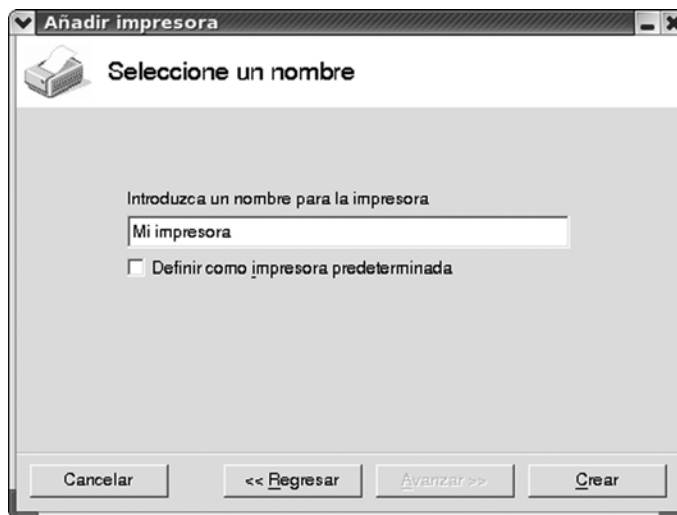 Añadir impresora
Seleccione un nombre
Introduzca un nombre para la impresora
Mi impresora
Definir como impresora predeterminada
Cancelar
<< Regresar
Avanzar >>
Crear